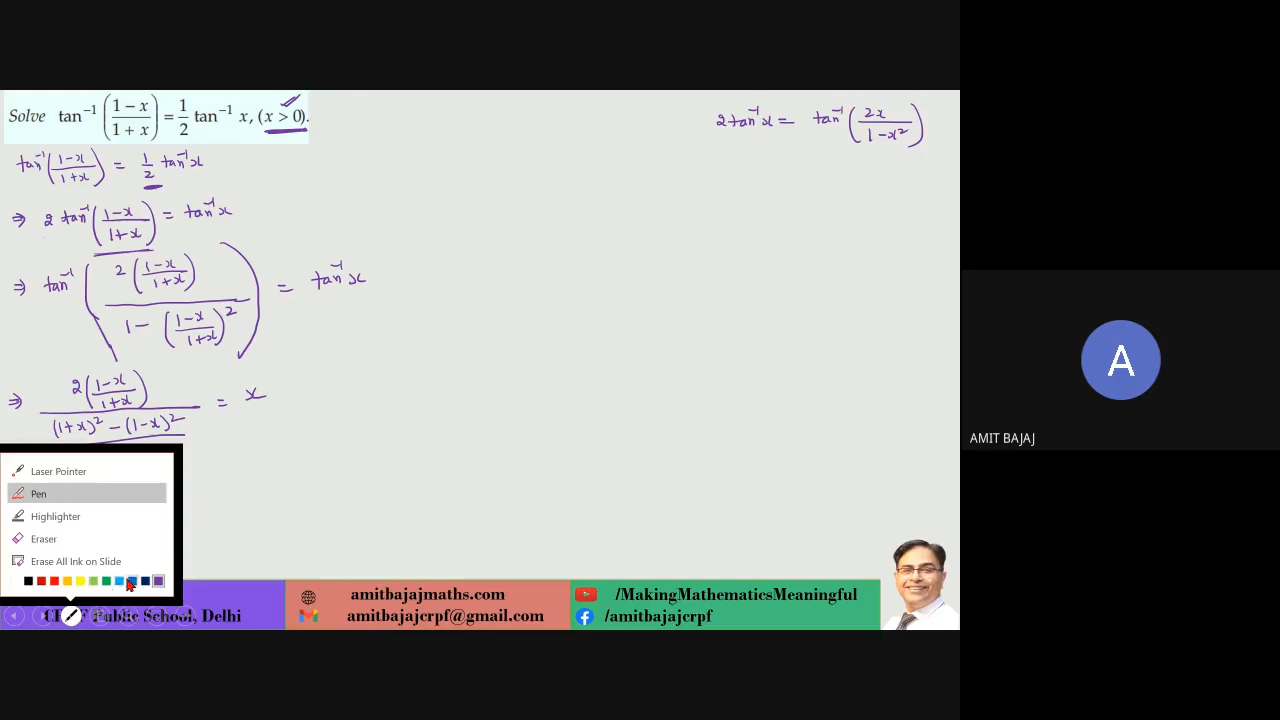 Solve tan⁻¹ ((1 − x)/(1 + x)) = 1/2 tan⁻¹ x, (x > 0).
2tan⁻¹x = tan⁻¹ (2x/(1−x²))
tan⁻¹ ((1−x)/(1+x)) = 1/2 tan⁻¹x
⇒ 2 tan⁻¹ ((1−x)/(1+x)) = tan⁻¹x
⇒ tan⁻¹ ( 2((1−x)/(1+x)) / (1 − ((1−x)/(1+x))²) ) = tan⁻¹x
⇒ 2((1−x)/(1+x)) / ((1+x)² − (1−x)²) = x
Laser Pointer
Pen
Highlighter
Eraser
Erase All Ink on Slide
Public School, Delhi
amitbajajmaths.com
amitbajajcrpf@gmail.com
/MakingMathematicsMeaningful
/amitbajajcrpf
A
AMIT BAJAJ